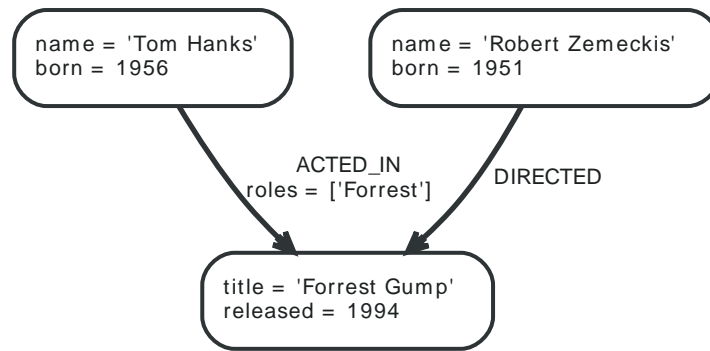 name = 'Tom Hanks'
born = 1956
name = 'Robert Zemeckis'
born = 1951
ACTED_IN
roles = ['Forrest']
DIRECTED
title = 'Forrest Gump'
released = 1994